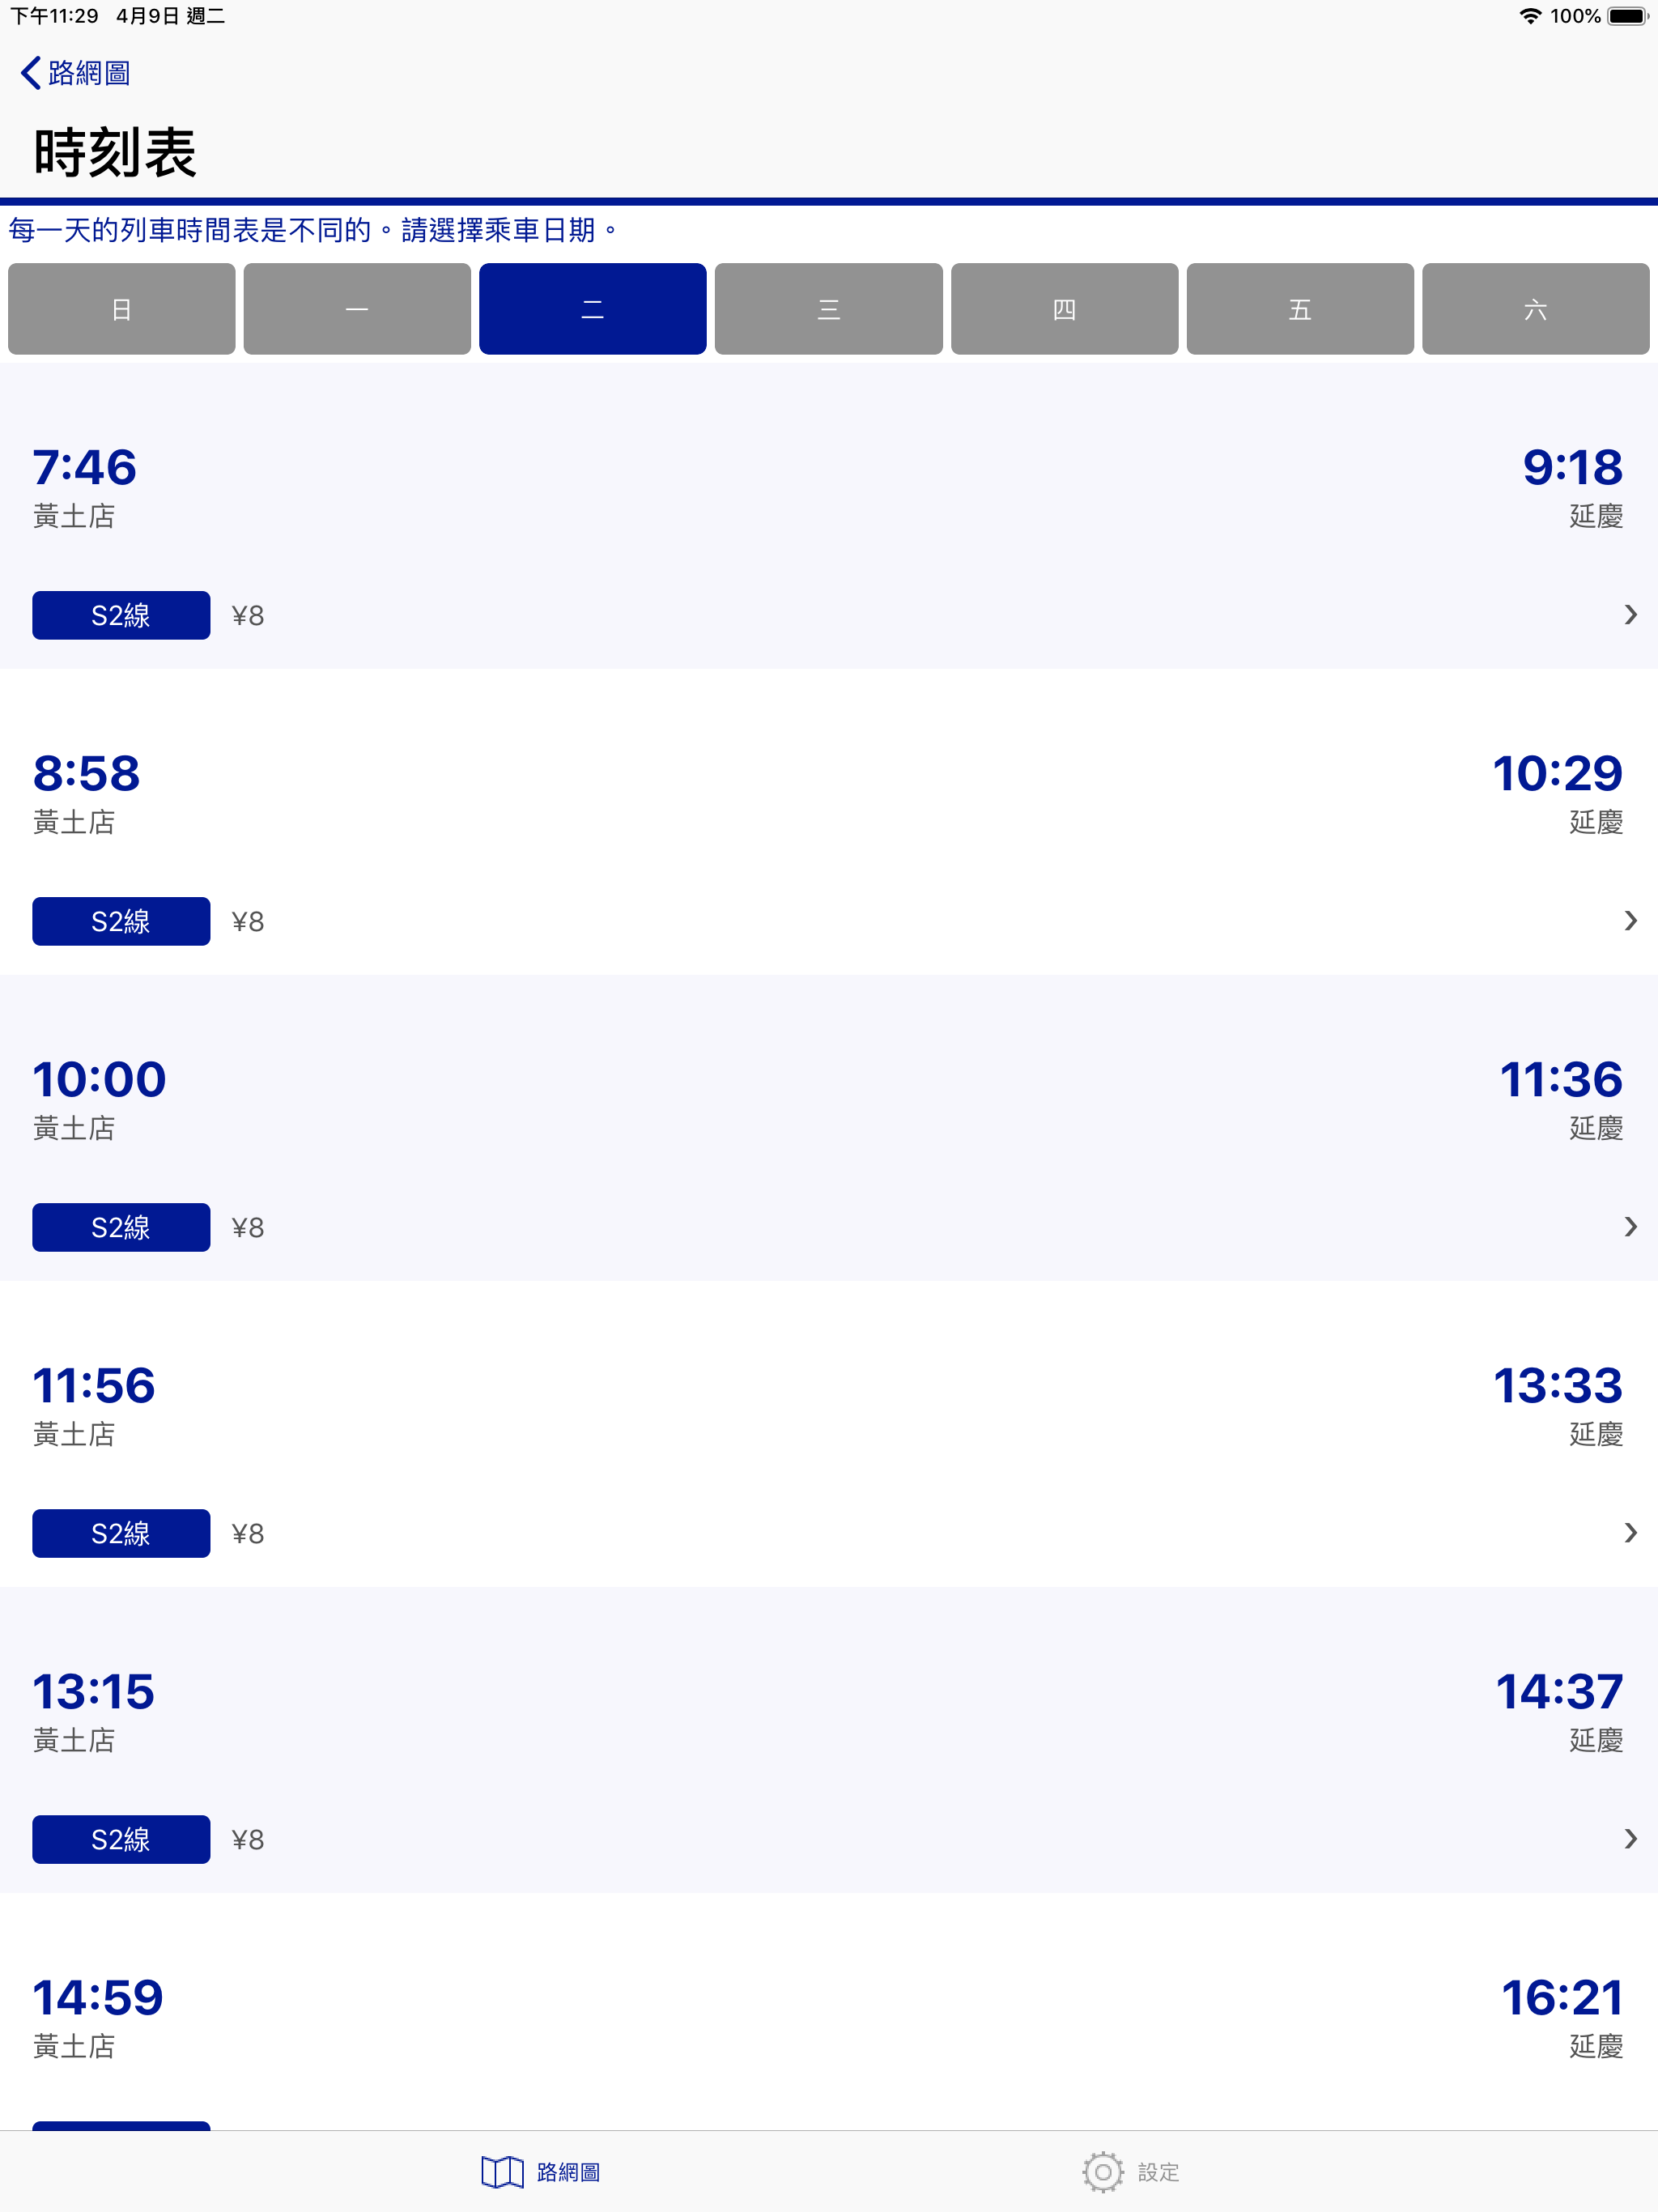 下午11:29 4月9日 週二 100%
路網圖
時刻表
每一天的列車時間表是不同的。請選擇乘車日期。
日 一 二 三 四 五 六
7:46 9:18
黃土店 延慶
S2線 ¥8
8:58 10:29
黃土店 延慶
S2線 ¥8
10:00 11:36
黃土店 延慶
S2線 ¥8
11:56 13:33
黃土店 延慶
S2線 ¥8
13:15 14:37
黃土店 延慶
S2線 ¥8
14:59 16:21
黃土店 延慶
路網圖 設定